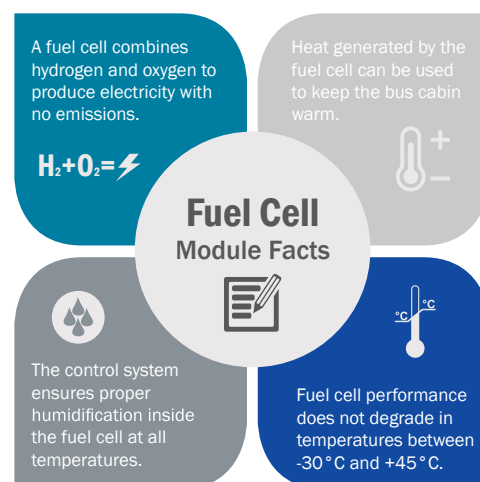 A fuel cell combines
hydrogen and oxygen to
produce electricity with
no emissions.
H₂+O₂=
Heat generated by the
fuel cell can be used
to keep the bus cabin
warm.
Fuel Cell
Module Facts
The control system
ensures proper
humidification inside
the fuel cell at all
temperatures.
°C
°C
Fuel cell performance
does not degrade in
temperatures between
-30°C and +45°C.